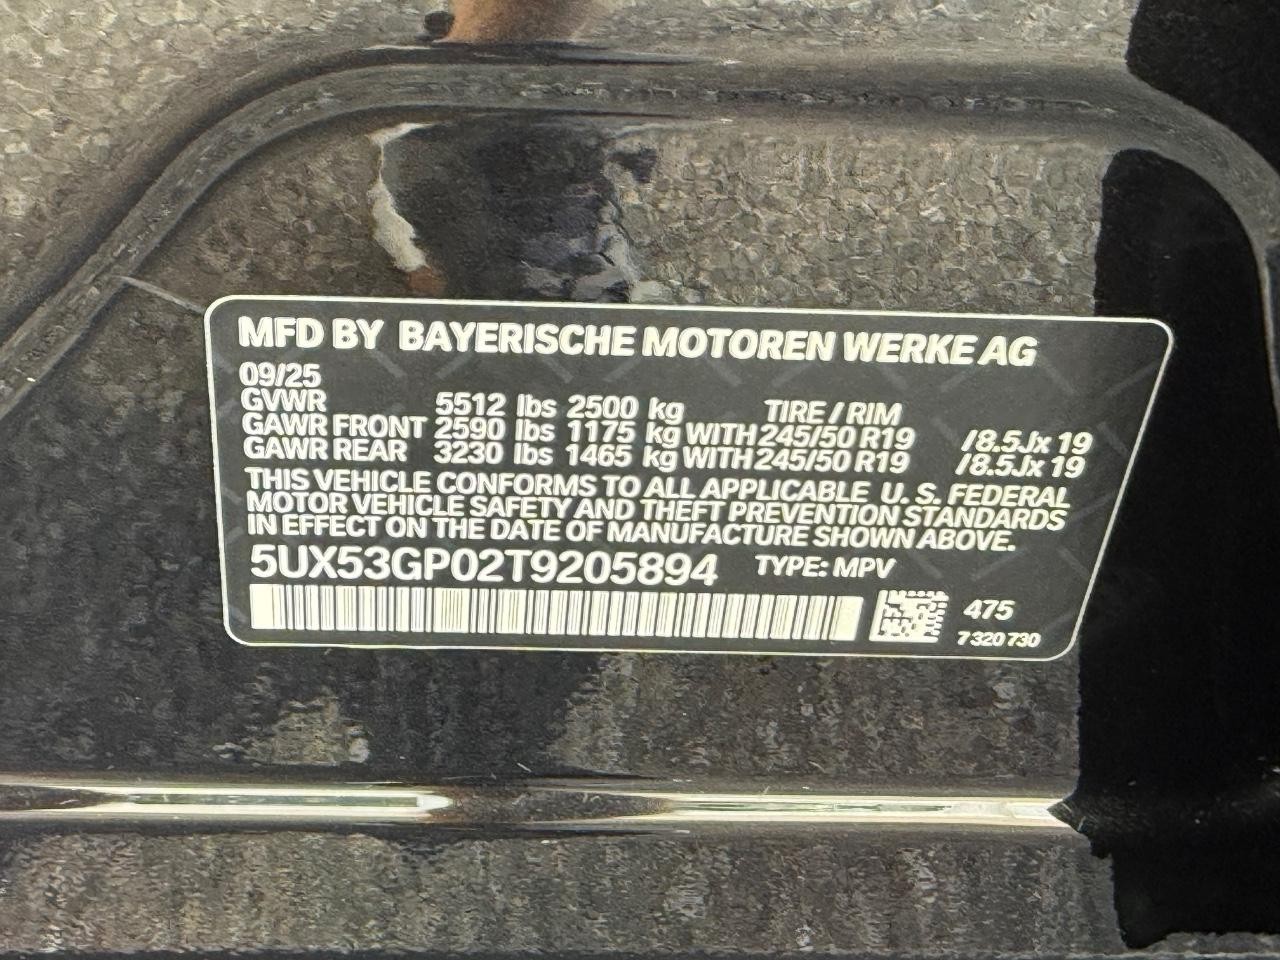 MFD BY BAYERISCHE MOTOREN WERKE AG
09/25
GVWR 5512 lbs 2500 kg TIRE / RIM
GAWR FRONT 2590 lbs 1175 kg WITH 245/50 R19 /8.5Jx 19
GAWR REAR 3230 lbs 1465 kg WITH 245/50 R19 /8.5Jx 19
THIS VEHICLE CONFORMS TO ALL APPLICABLE U. S. FEDERAL
MOTOR VEHICLE SAFETY AND THEFT PREVENTION STANDARDS
IN EFFECT ON THE DATE OF MANUFACTURE SHOWN ABOVE.
5UX53GP02T9205894 TYPE: MPV
475
7 320 730